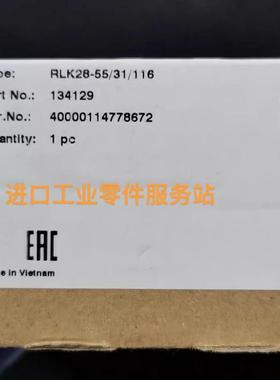 pe: RLK28-55/31/116
rt No.: 134129
r.No.: 40000114778672
uantity: 1 pc
进口工业零件服务站
EAC
e in Vietnam